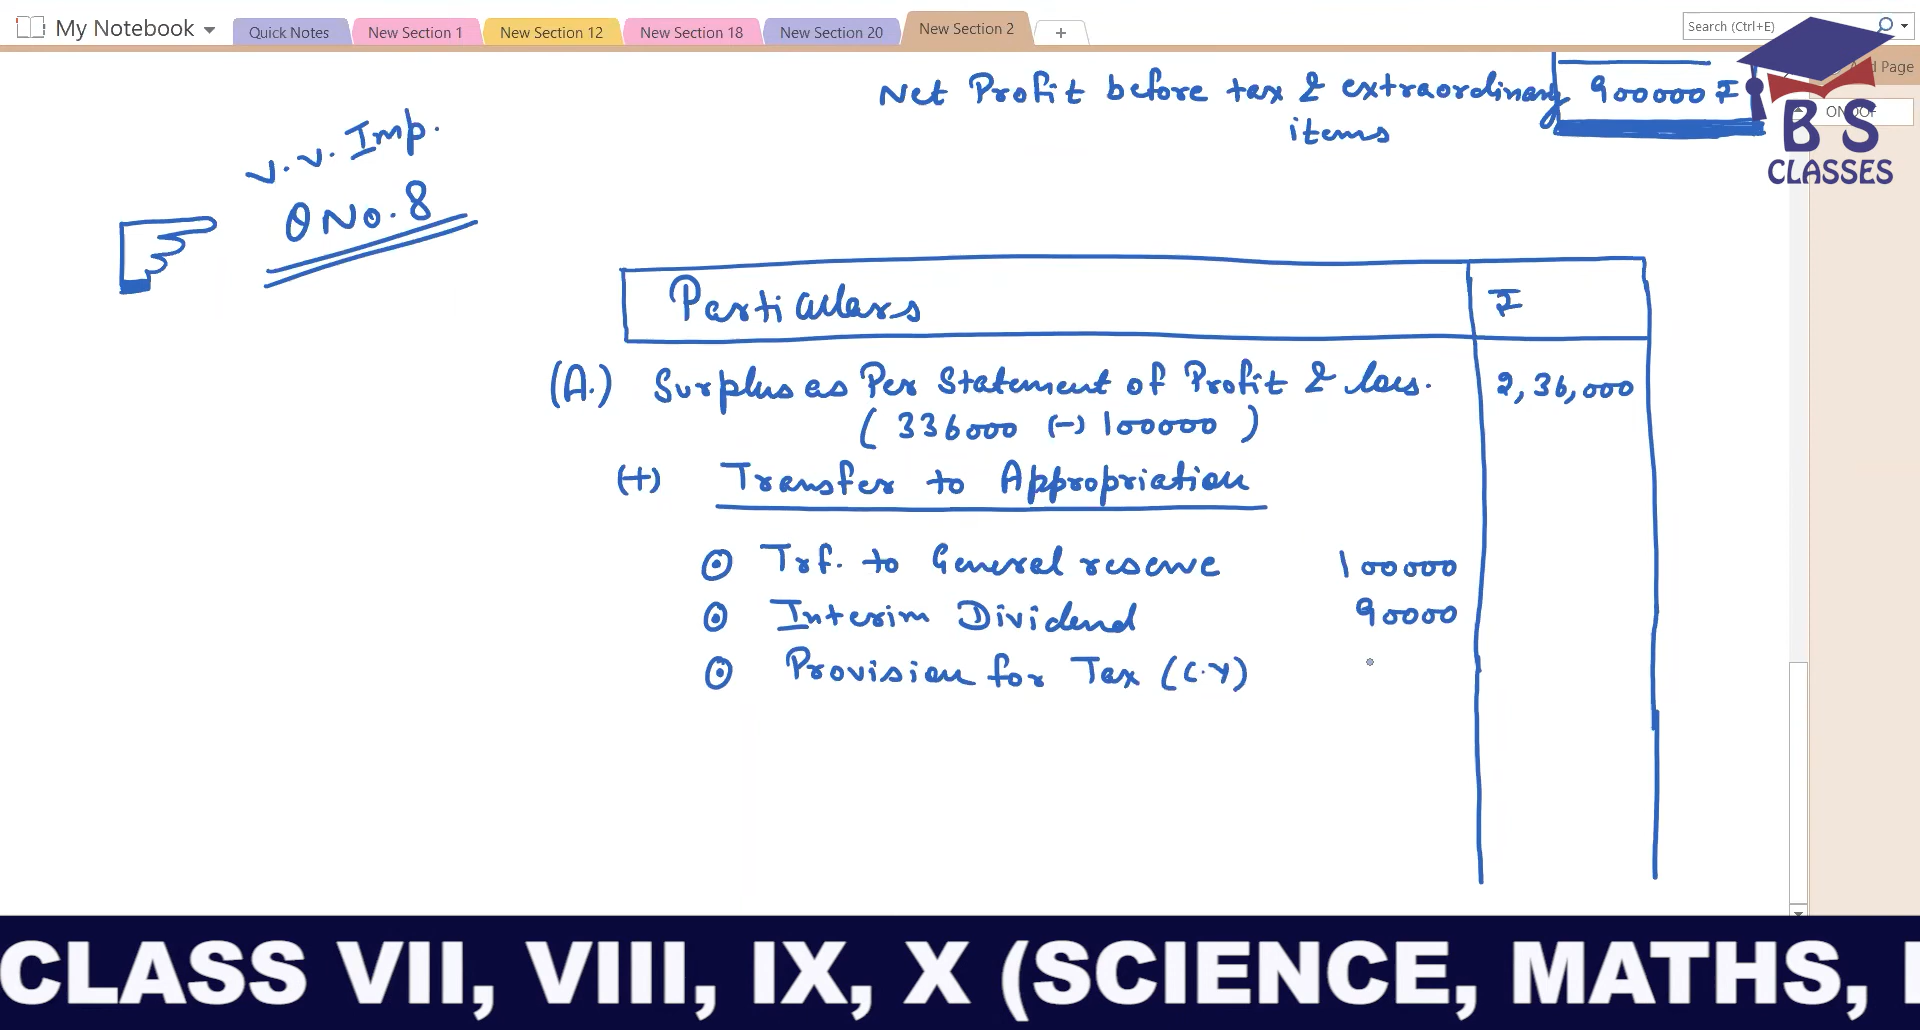 My Notebook
Quick Notes
New Section 1
New Section 12
New Section 18
New Section 20
New Section 2
+
Search (Ctrl+E)
Page
B S
CLASSES
Net Profit before tax & extraordinary 900000 ₹
items
V.V. Imp.
Q No. 8
Particulars ₹
(A.) Surplus as Per Statement of Profit & loss. 2,36,000
( 336000 (-) 100000 )
(+) Transfer to Appropriation
Trf. to General reserve 100000
Interim Dividend 90000
Provision for Tax (C.Y)
CLASS VII, VIII, IX, X (SCIENCE, MATHS,